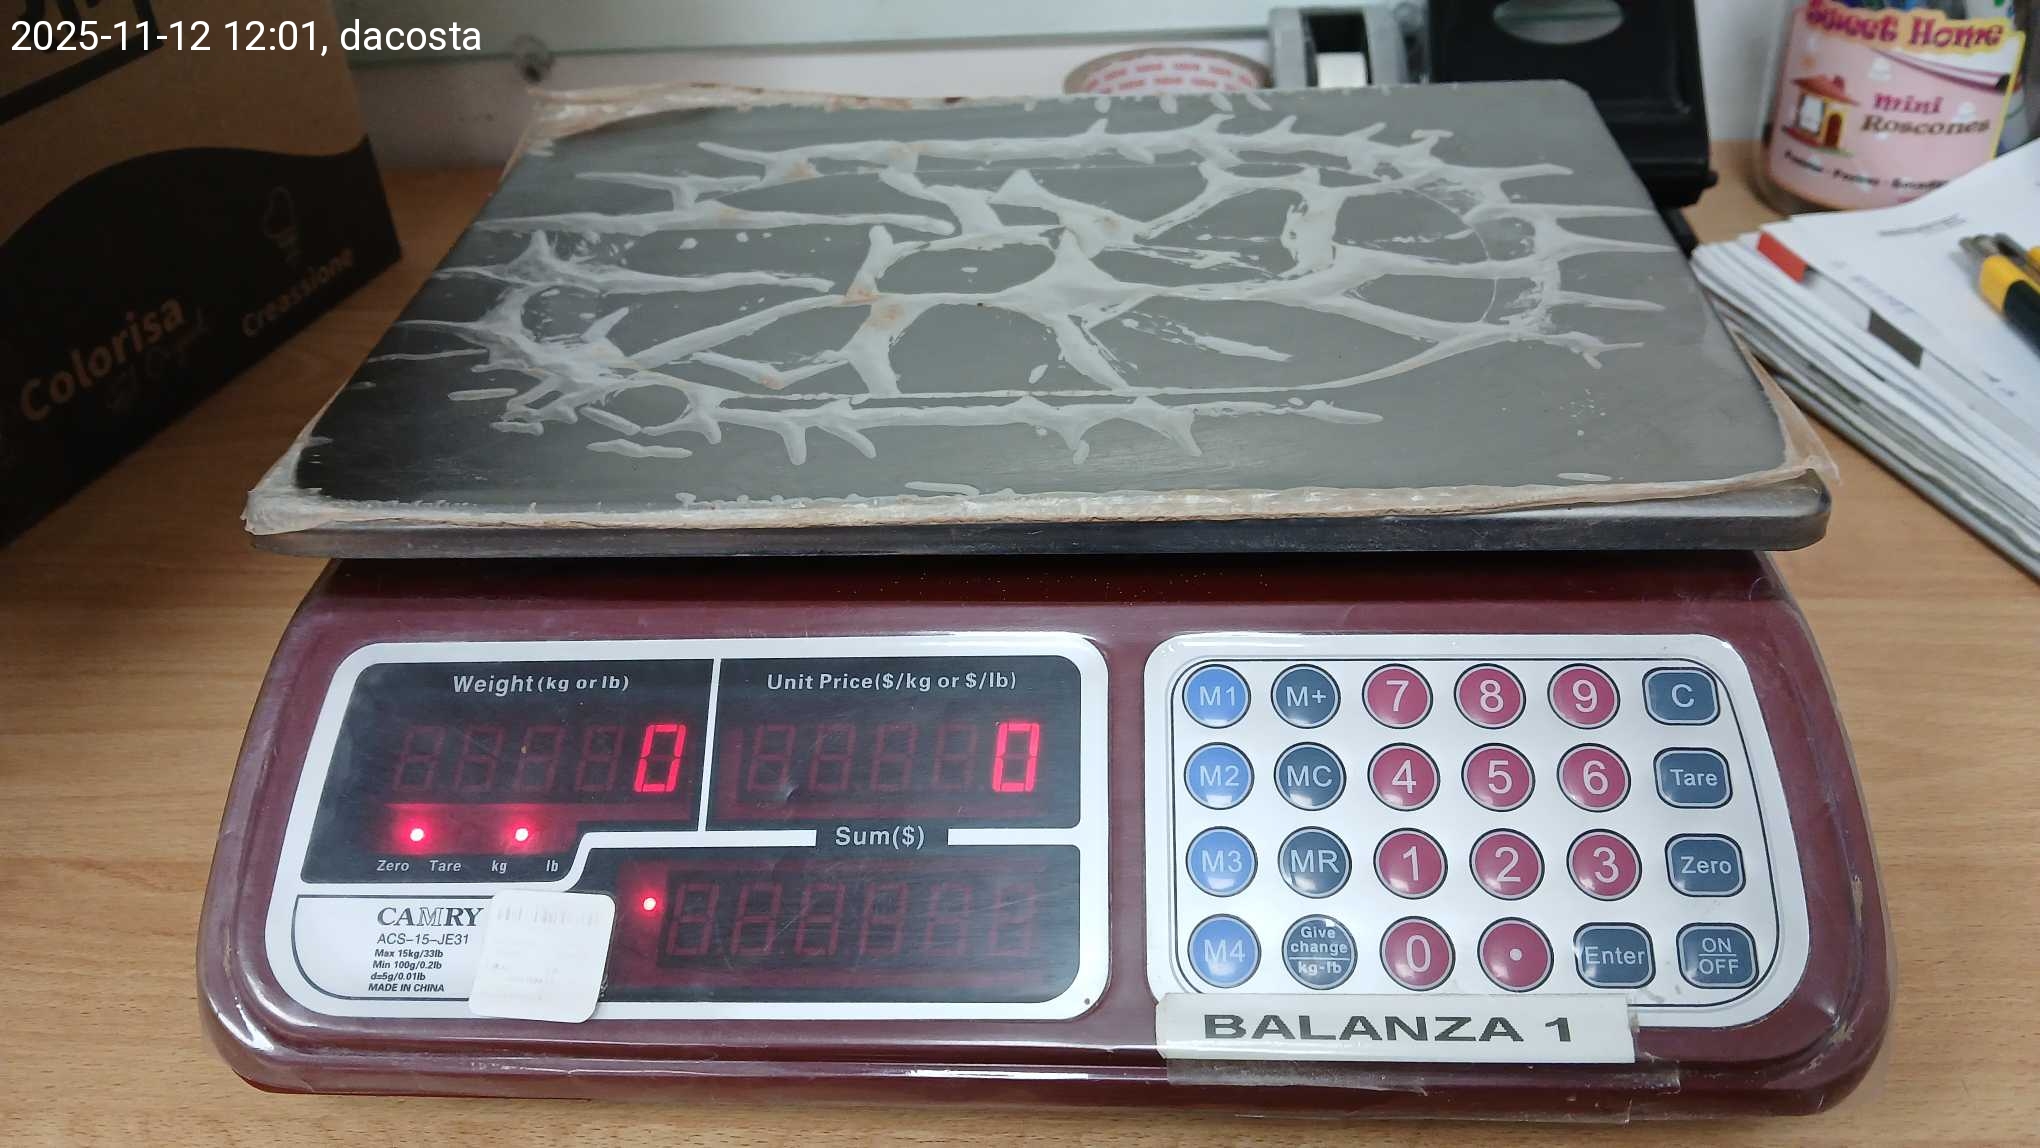 2025-11-12 12:01, dacosta
Sweet Home
mini
Roscones
Colorisa
Creassione
Weight (kg or lb)
Unit Price($/kg or $/lb)
0
0
Zero Tare kg lb
Sum($)
CAMRY
ACS-15-JE31
Max 15kg/33lb
Min 100g/0.2lb
d=5g/0.01lb
MADE IN CHINA
M1 M+ 7 8 9 C
M2 MC 4 5 6 Tare
M3 MR 1 2 3 Zero
M4 Give change kg-lb 0 . Enter ON OFF
BALANZA 1